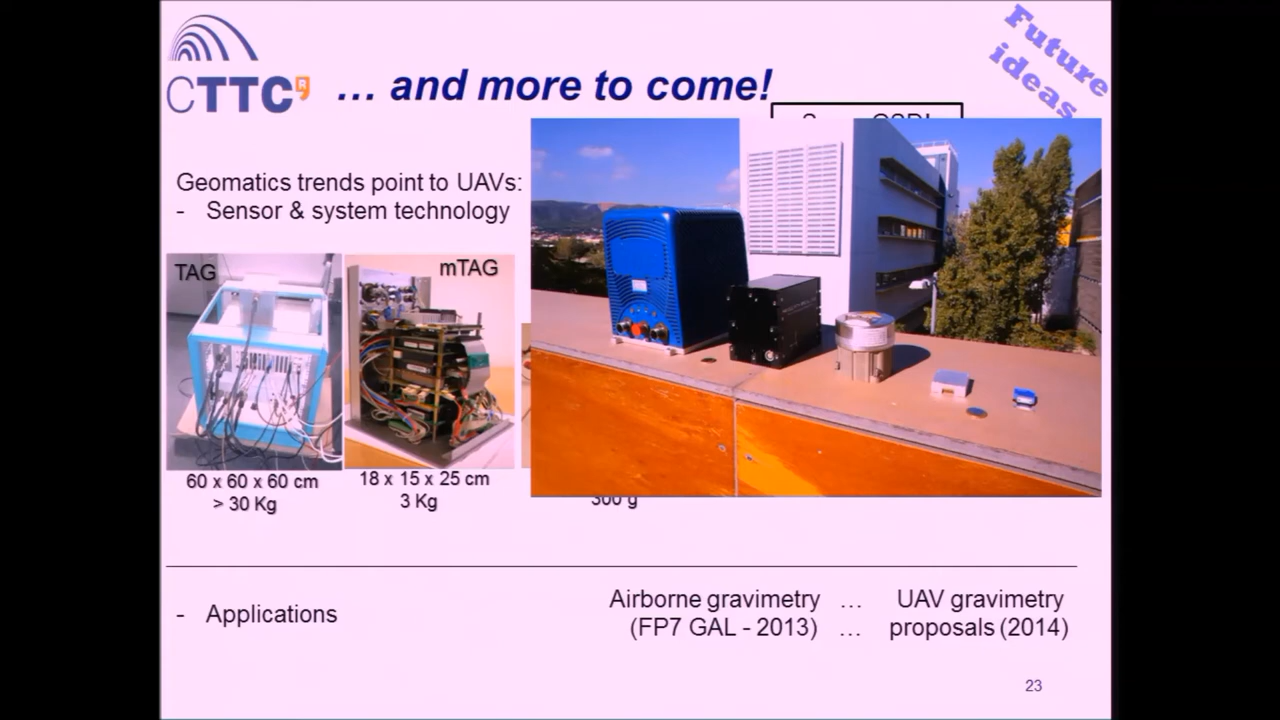 CTTC
… and more to come!
Future
ideas
Geomatics trends point to UAVs:
- Sensor & system technology
TAG
mTAG
60 x 60 x 60 cm
> 30 Kg
18 x 15 x 25 cm
3 Kg
300 g
- Applications
Airborne gravimetry … UAV gravimetry
(FP7 GAL - 2013) … proposals (2014)
23